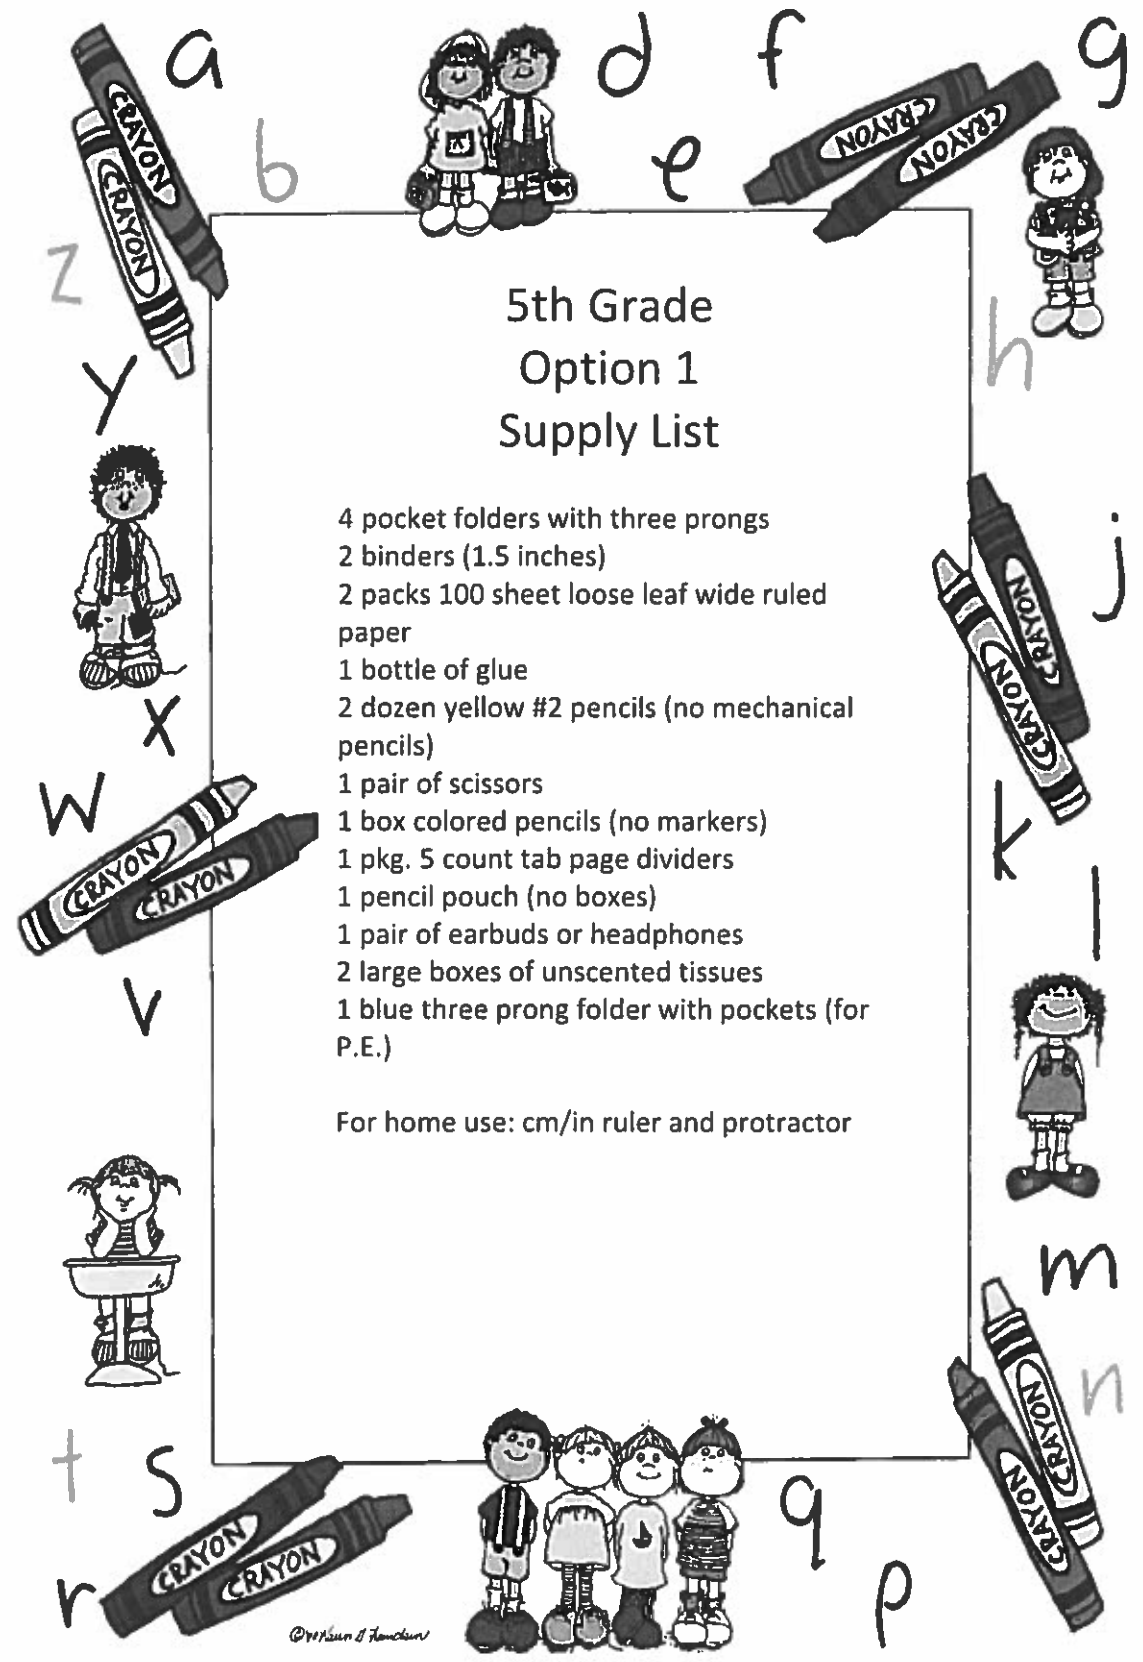 a
d
f
g
b
e
CRAYON
CRAYON
CRAYON
CRAYON
z
h
5th Grade
Option 1
Supply List
y
4 pocket folders with three prongs
2 binders (1.5 inches)
2 packs 100 sheet loose leaf wide ruled
paper
1 bottle of glue
2 dozen yellow #2 pencils (no mechanical
pencils)
1 pair of scissors
1 box colored pencils (no markers)
1 pkg. 5 count tab page dividers
1 pencil pouch (no boxes)
1 pair of earbuds or headphones
2 large boxes of unscented tissues
1 blue three prong folder with pockets (for
P.E.)
For home use: cm/in ruler and protractor
j
CRAYON
CRAYON
x
w
k
CRAYON
CRAYON
l
v
m
n
CRAYON
CRAYON
t
s
q
CRAYON
CRAYON
r
p